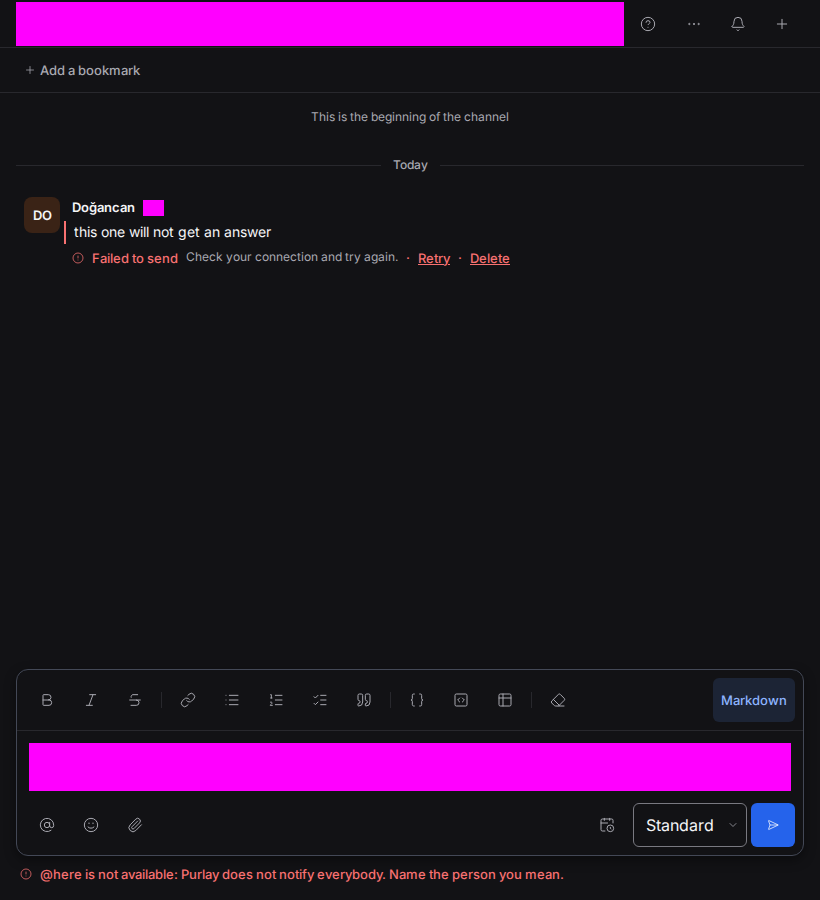 Add a bookmark
This is the beginning of the channel
Today
DO
Doğancan
this one will not get an answer
Failed to send Check your connection and try again. · Retry · Delete
Markdown
Standard
@here is not available: Purlay does not notify everybody. Name the person you mean.